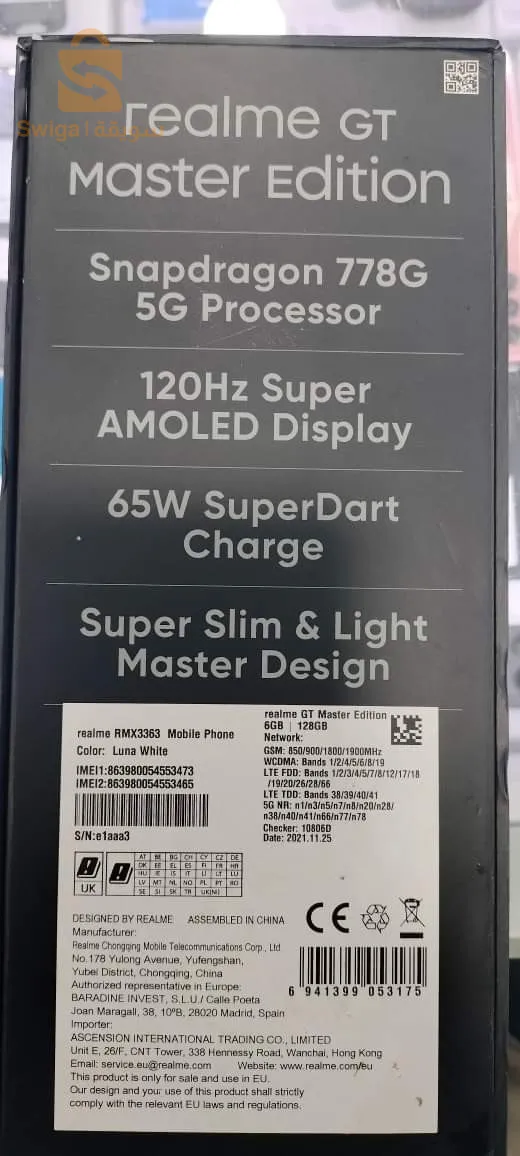 Swiga سويقة
realme GT
Master Edition
Snapdragon 778G
5G Processor
120Hz Super
AMOLED Display
65W SuperDart
Charge
Super Slim & Light
Master Design
realme RMX3363 Mobile Phone
Color: Luna White
IMEI1:863980054553473
IMEI2:863980054553465
S/N:e1aaa3
realme GT Master Edition
6GB | 128GB
Network:
GSM: 850/900/1800/1900MHz
WCDMA: Bands 1/2/4/5/6/8/19
LTE FDD: Bands 1/2/3/4/5/7/8/12/17/18
/19/20/26/28/66
LTE TDD: Bands 38/39/40/41
5G NR: n1/n3/n5/n7/n8/n20/n28/
n38/n40/n41/n66/n77/n78
Checker: 10806D
Date: 2021.11.25
UK
AT BE BG CH CY CZ DE
DK EE EL ES FI FR HR
HU IE IS IT LI LT LU
LV MT NL NO PL PT RO
SE SI SK TR UK(NI)
DESIGNED BY REALME ASSEMBLED IN CHINA
Manufacturer:
Realme Chongqing Mobile Telecommunications Corp., Ltd
No.178 Yulong Avenue, Yufengshan,
Yubei District, Chongqing, China
Authorized representative in Europe:
BARADINE INVEST, S.L.U./ Calle Poeta
Joan Maragall, 38, 10ºB, 28020 Madrid, Spain
Importer:
ASCENSION INTERNATIONAL TRADING CO., LIMITED
Unit E, 26/F, CNT Tower, 338 Hennessy Road, Wanchai, Hong Kong
Email: service.eu@realme.com Website: www.realme.com/eu
This product is only for sale and use in EU.
Our design and your use of this product shall strictly
comply with the relevant EU laws and regulations.
CE
6 941399 053175